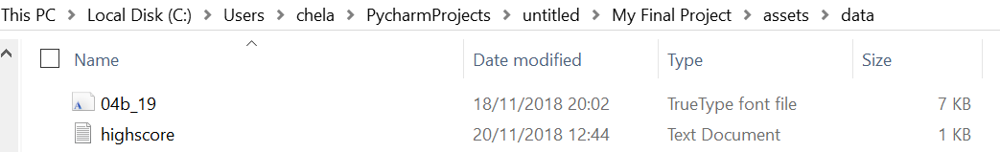 This PC > Local Disk (C:) > Users > chela > PycharmProjects > untitled > My Final Project > assets > data
Name Date modified Type Size
04b_19 18/11/2018 20:02 TrueType font file 7 KB
highscore 20/11/2018 12:44 Text Document 1 KB